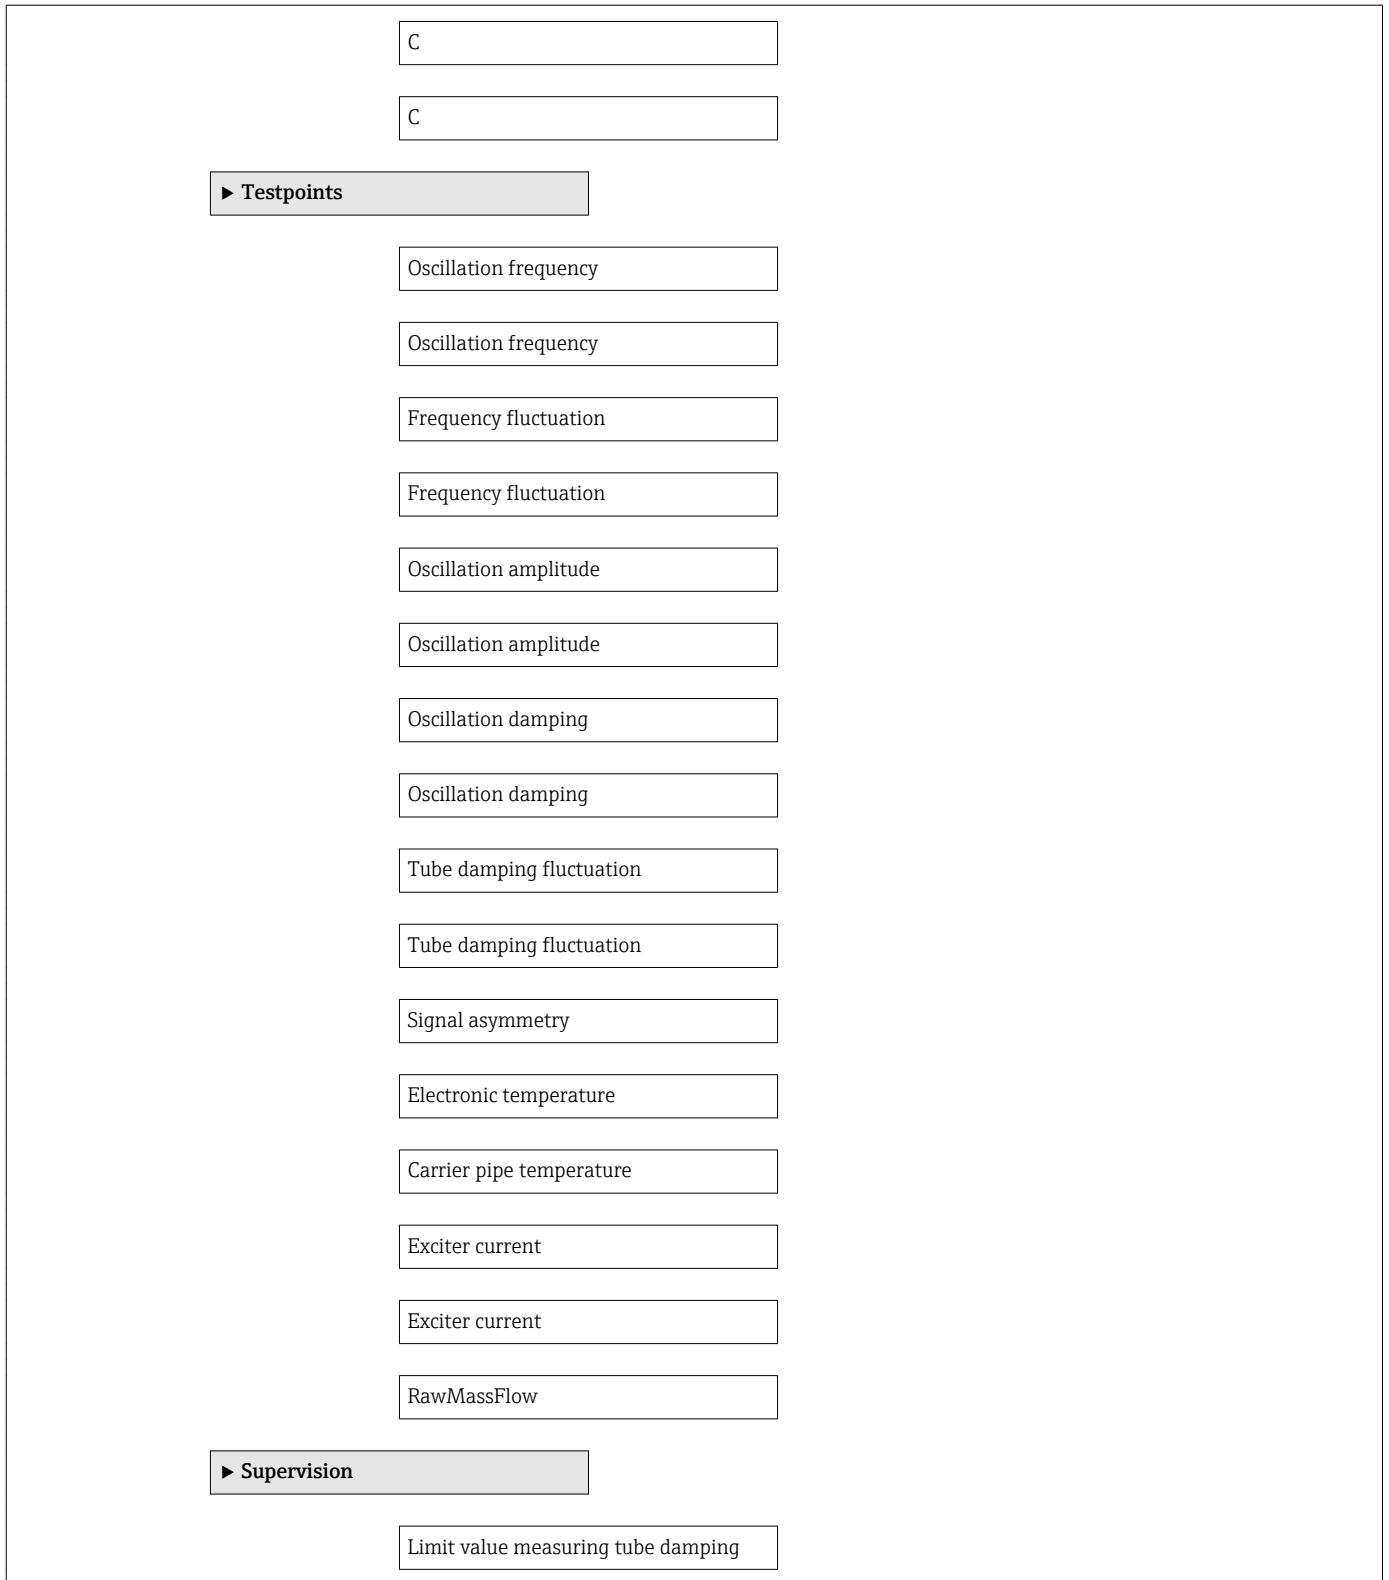 C
C
▶ Testpoints
Oscillation frequency
Oscillation frequency
Frequency fluctuation
Frequency fluctuation
Oscillation amplitude
Oscillation amplitude
Oscillation damping
Oscillation damping
Tube damping fluctuation
Tube damping fluctuation
Signal asymmetry
Electronic temperature
Carrier pipe temperature
Exciter current
Exciter current
RawMassFlow
▶ Supervision
Limit value measuring tube damping